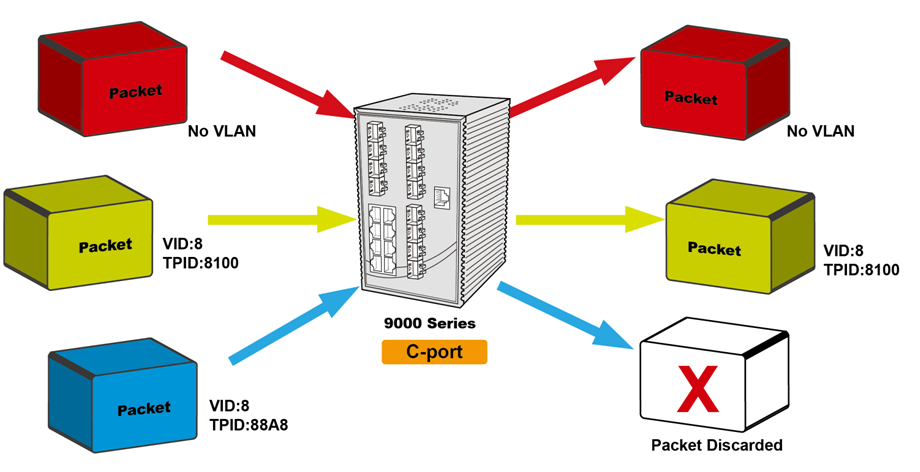 Packet
No VLAN
Packet
No VLAN
Packet
VID:8
TPID:8100
Packet
VID:8
TPID:8100
9000 Series
C-port
Packet
VID:8
TPID:88A8
X
Packet Discarded